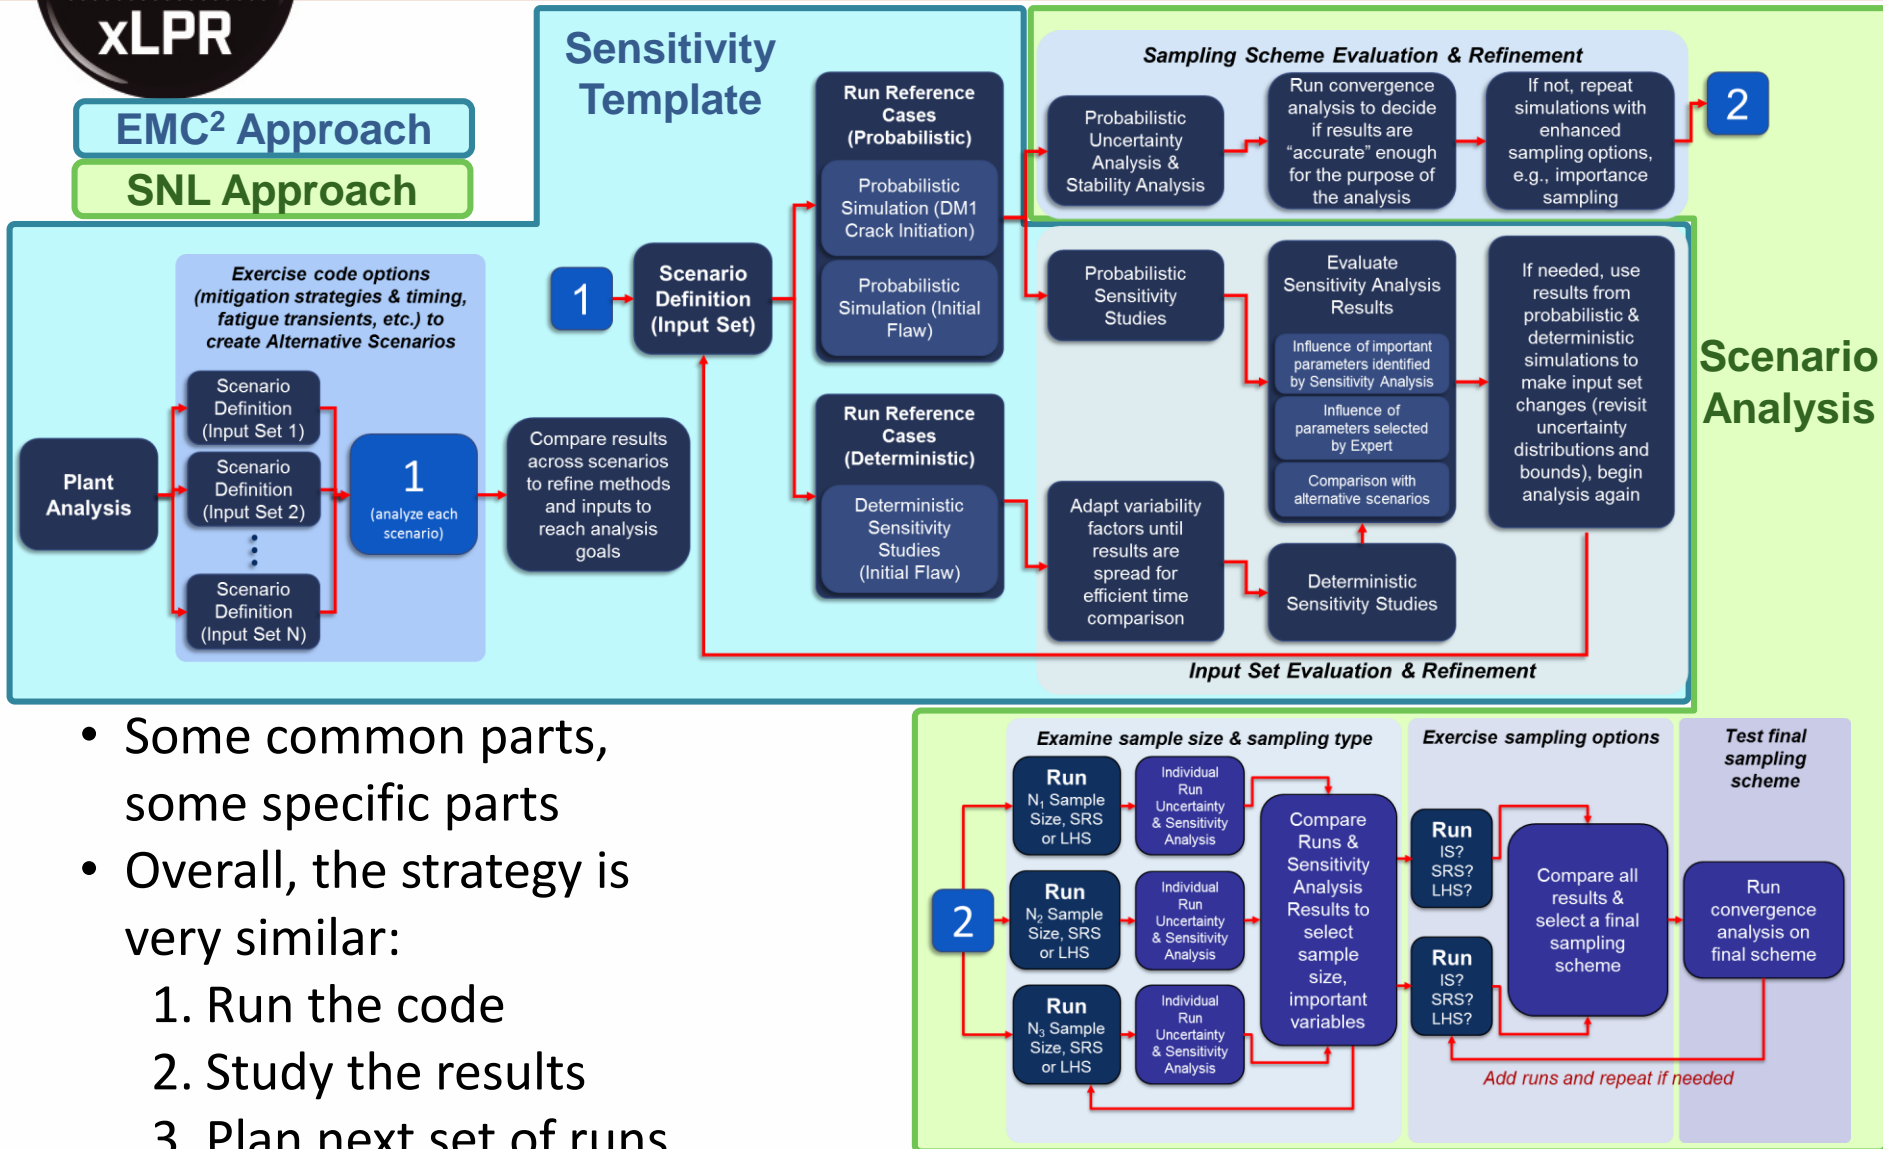 xLPR
EMC² Approach
SNL Approach
Sensitivity
Template
Exercise code options
(mitigation strategies & timing,
fatigue transients, etc.) to
create Alternative Scenarios
Plant
Analysis
Scenario
Definition
(Input Set 1)
Scenario
Definition
(Input Set 2)
Scenario
Definition
(Input Set N)
1
(analyze each
scenario)
Compare results
across scenarios
to refine methods
and inputs to
reach analysis
goals
1
Scenario
Definition
(Input Set)
Run Reference
Cases
(Probabilistic)
Probabilistic
Simulation (DM1
Crack Initiation)
Probabilistic
Simulation (Initial
Flaw)
Run Reference
Cases
(Deterministic)
Deterministic
Sensitivity
Studies
(Initial Flaw)
Sampling Scheme Evaluation & Refinement
Probabilistic
Uncertainty
Analysis &
Stability Analysis
Run convergence
analysis to decide
if results are
“accurate” enough
for the purpose of
the analysis
If not, repeat
simulations with
enhanced
sampling options,
e.g., importance
sampling
2
Probabilistic
Sensitivity
Studies
Evaluate
Sensitivity Analysis
Results
Influence of important
parameters identified
by Sensitivity Analysis
Influence of
parameters selected
by Expert
Comparison with
alternative scenarios
If needed, use
results from
probabilistic &
deterministic
simulations to
make input set
changes (revisit
uncertainty
distributions and
bounds), begin
analysis again
Adapt variability
factors until
results are
spread for
efficient time
comparison
Deterministic
Sensitivity Studies
Input Set Evaluation & Refinement
Scenario
Analysis
• Some common parts,
some specific parts
• Overall, the strategy is
very similar:
1. Run the code
2. Study the results
3. Plan next set of runs
Examine sample size & sampling type
2
Run
N₁ Sample
Size, SRS
or LHS
Individual
Run
Uncertainty
& Sensitivity
Analysis
Run
N₂ Sample
Size, SRS
or LHS
Individual
Run
Uncertainty
& Sensitivity
Analysis
Run
N₃ Sample
Size, SRS
or LHS
Individual
Run
Uncertainty
& Sensitivity
Analysis
Compare
Runs &
Sensitivity
Analysis
Results to
select
sample
size,
important
variables
Exercise sampling options
Run
IS?
SRS?
LHS?
Run
IS?
SRS?
LHS?
Compare all
results &
select a final
sampling
scheme
Test final
sampling
scheme
Run
convergence
analysis on
final scheme
Add runs and repeat if needed